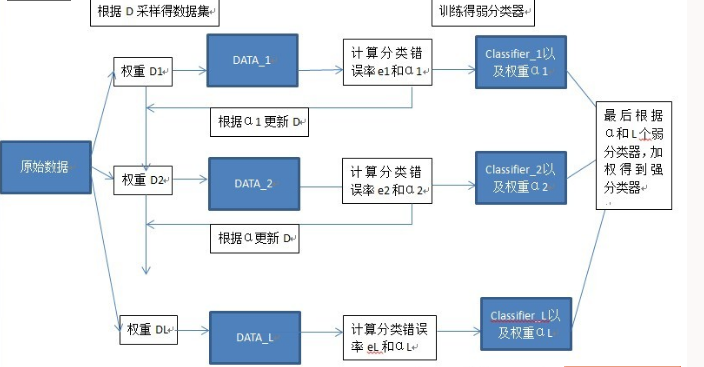 根据 D 采样得数据集
训练得弱分类器
权重 D1
DATA_1
计算分类错
误率e1和α1
Classifier_1以
及权重α1
根据α1更新 D
原始数据
权重 D2
DATA_2
计算分类错
误率e2和α2
Classifier_2以
及权重α2
根据α更新 D
最后根据
α和L个弱
分类器,加
权得到强
分类器
权重 DL
DATA_L
计算分类错误
率 eL 和αL
Classifier_L以
及权重αL